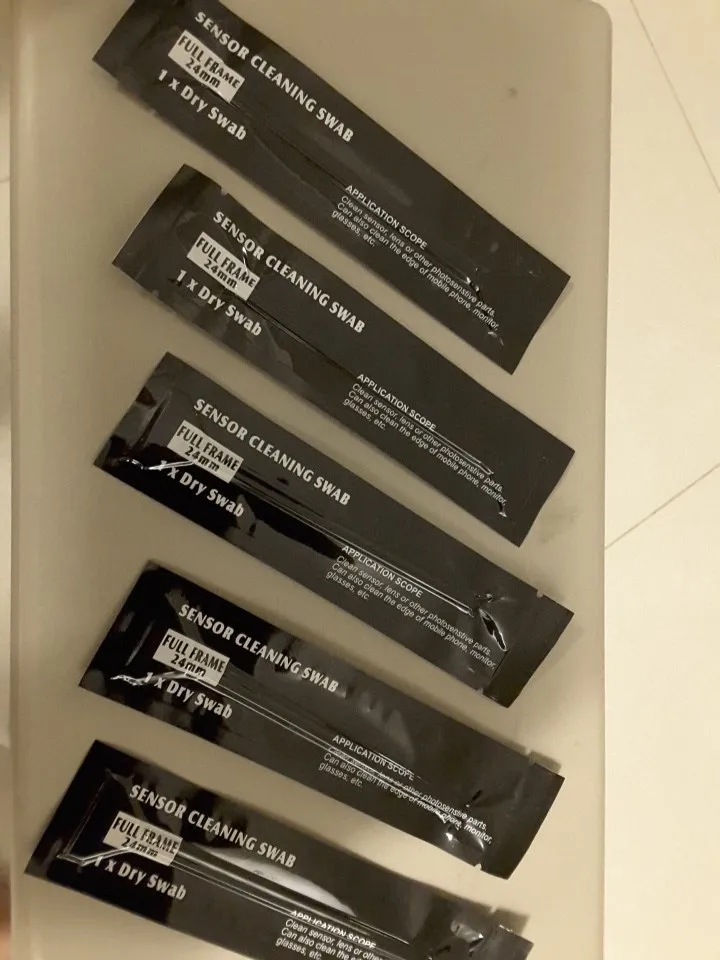 SENSOR CLEANING SWAB
FULL FRAME
24mm
1 x Dry Swab
APPLICATION SCOPE
Clean sensor, lens or other photosenstive parts.
Can also clean the edge of mobile phone, monitor,
glasses, etc.
SENSOR CLEANING SWAB
FULL FRAME
24mm
1 x Dry Swab
APPLICATION SCOPE
Clean sensor, lens or other photosenstive parts.
Can also clean the edge of mobile phone, monitor,
glasses, etc.
SENSOR CLEANING SWAB
FULL FRAME
24mm
1 x Dry Swab
APPLICATION SCOPE
Clean sensor, lens or other photosenstive parts.
Can also clean the edge of mobile phone, monitor,
glasses, etc.
SENSOR CLEANING SWAB
FULL FRAME
24mm
1 x Dry Swab
APPLICATION SCOPE
Clean sensor, lens or other photosenstive parts.
Can also clean the edge of mobile phone, monitor,
glasses, etc.
SENSOR CLEANING SWAB
FULL FRAME
24mm
1 x Dry Swab
APPLICATION SCOPE
Clean sensor, lens or other
Can also clean the edge
glasses, etc.